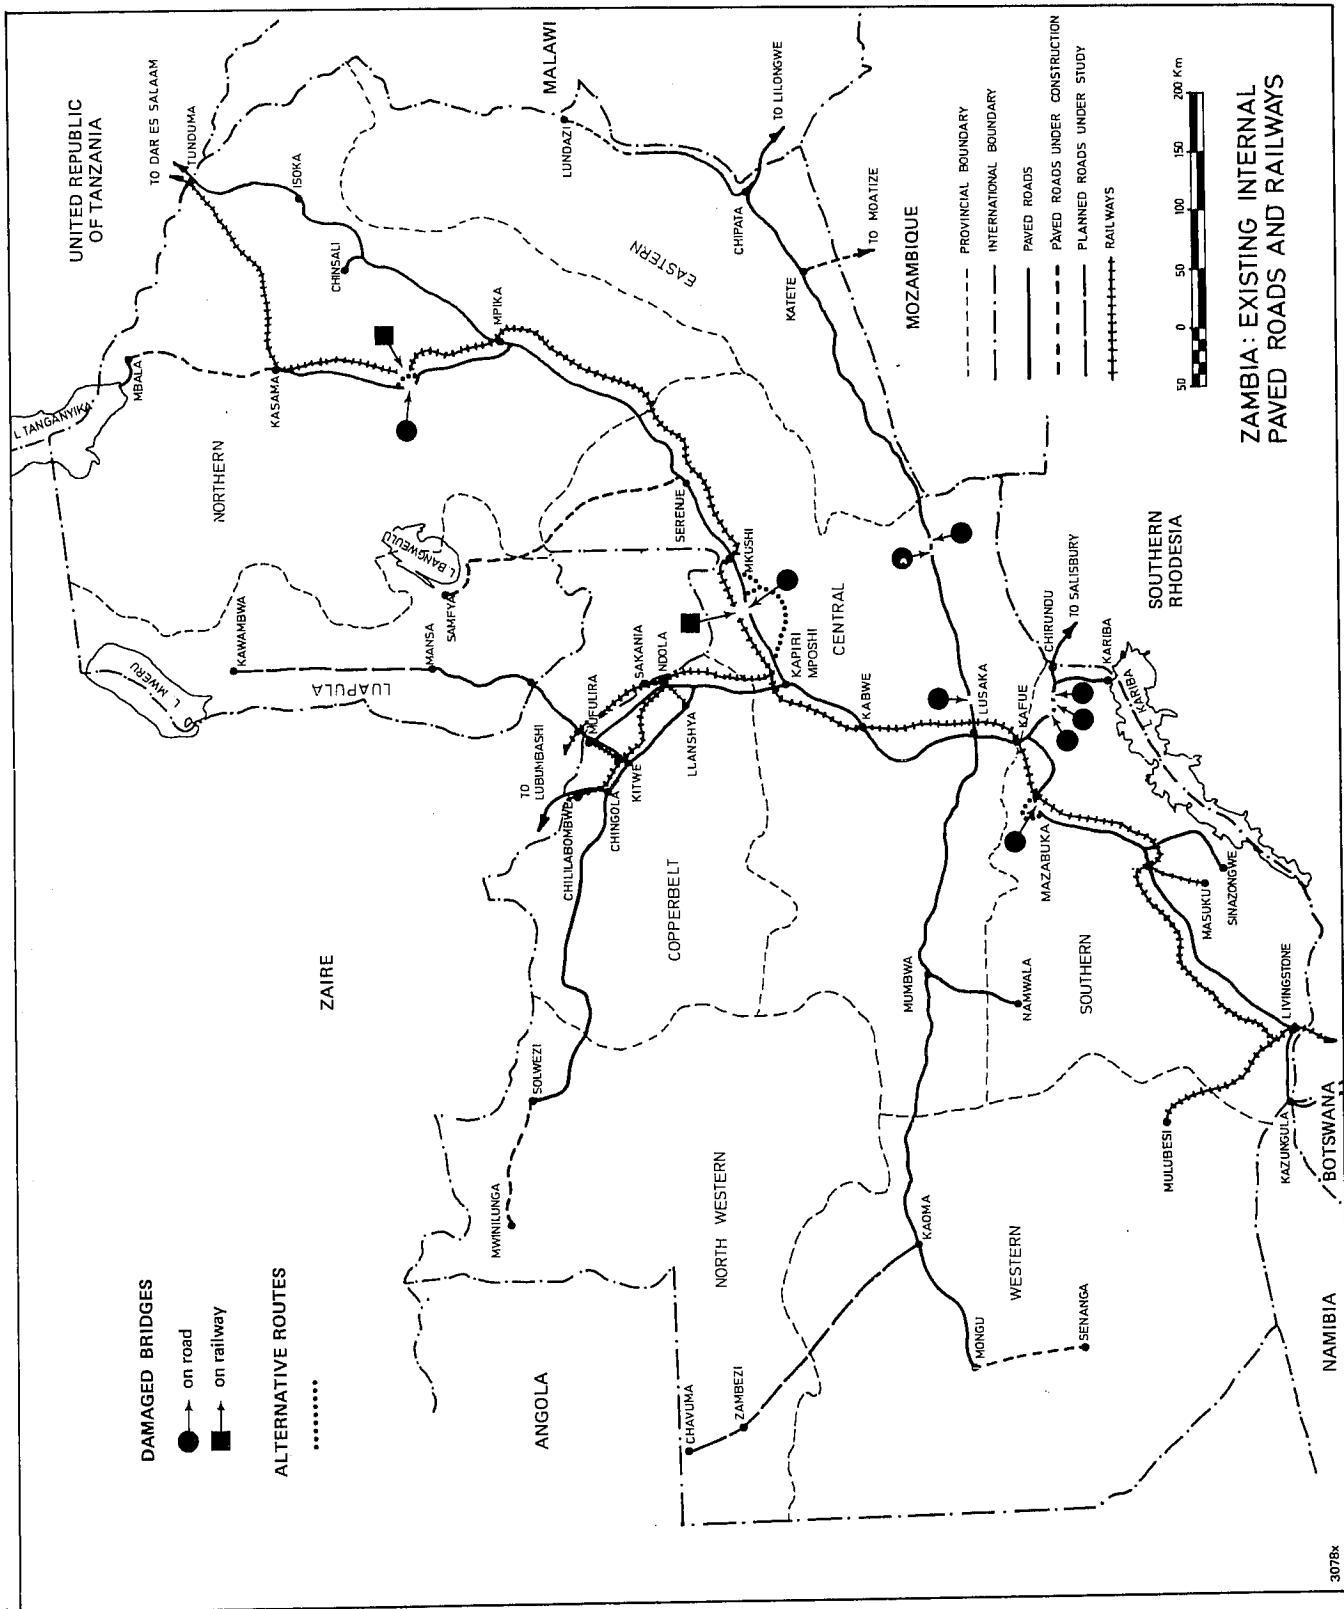 DAMAGED BRIDGES
on road
on railway
ALTERNATIVE ROUTES
ANGOLA
ZAIRE
UNITED REPUBLIC
OF TANZANIA
MALAWI
MOZAMBIQUE
SOUTHERN
RHODESIA
BOTSWANA
NAMIBIA
NORTHERN
LUAPULA
EASTERN
CENTRAL
COPPERBELT
NORTH WESTERN
WESTERN
SOUTHERN
L TANGANYIKA
L. MWERU
L. BANGWEULU
KARIBA
TO DAR ES SALAAM
TUNDUMA
ISOKA
CHINSALI
MBALA
KASAMA
MPIKA
LUNDAZI
TO LILONGWE
CHIPATA
TO MOATIZE
KATETE
SERENJE
MKUSHI
KAWAMBWA
MANSA
SAMFYA
SAKANIA
NDOLA
MUFULIRA
TO
LUBUMBASHI
CHILILABOMBWE
CHINGOLA
KITWE
LLANSHYA
KAPIRI
MPOSHI
KABWE
LUSAKA
KAFUE
CHIRUNDU
TO SALISBURY
KARIBA
MAZABUKA
MASUKU
SINAZONGWE
LIVINGSTONE
KAZUNGULA
MULUBESI
MUMBWA
NAMWALA
SOLWEZI
MWINILUNGA
KAOMA
MONGU
SENANGA
ZAMBEZI
CHAVUMA
PROVINCIAL BOUNDARY
INTERNATIONAL BOUNDARY
PAVED ROADS
PAVED ROADS UNDER CONSTRUCTION
PLANNED ROADS UNDER STUDY
RAILWAYS
50 0 50 100 150 200 Km
ZAMBIA: EXISTING INTERNAL
PAVED ROADS AND RAILWAYS
3078x